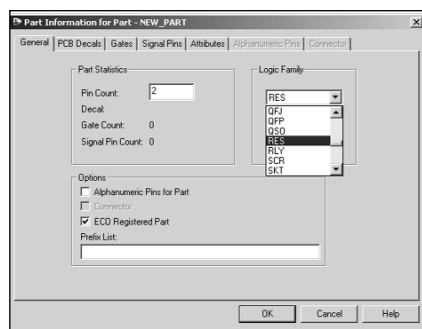 Part Information for Part - NEW_PART
General PCB Decals Gates Signal Pins Attributes Alphanumeric Pins Connector
Part Statistics
Pin Count: 2
Decal:
Gate Count: 0
Signal Pin Count: 0
Logic Family
RES
QFJ
QFP
QSO
RES
RLY
SCR
SKT
Options
Alphanumeric Pins for Part
Connector
ECO Registered Part
Prefix List:
OK Cancel Help